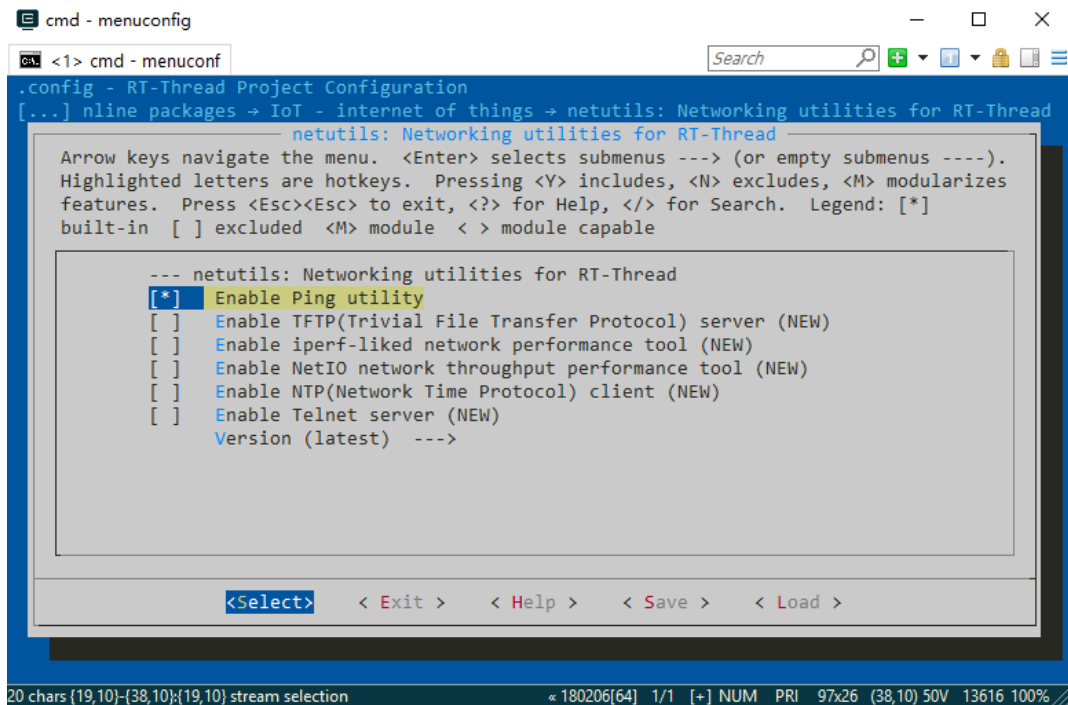 cmd - menuconfig
<1> cmd - menuconf
Search
.config - RT-Thread Project Configuration
[...] nline packages → IoT - internet of things → netutils: Networking utilities for RT-Thread
netutils: Networking utilities for RT-Thread
Arrow keys navigate the menu.  <Enter> selects submenus ---> (or empty submenus ----).
Highlighted letters are hotkeys.  Pressing <Y> includes, <N> excludes, <M> modularizes
features.  Press <Esc><Esc> to exit, <?> for Help, </> for Search.  Legend: [*]
built-in  [ ] excluded  <M> module  < > module capable
--- netutils: Networking utilities for RT-Thread
[*]   Enable Ping utility
[ ]   Enable TFTP(Trivial File Transfer Protocol) server (NEW)
[ ]   Enable iperf-liked network performance tool (NEW)
[ ]   Enable NetIO network throughput performance tool (NEW)
[ ]   Enable NTP(Network Time Protocol) client (NEW)
[ ]   Enable Telnet server (NEW)
Version (latest)  --->
<Select>    < Exit >    < Help >    < Save >    < Load >
20 chars {19,10}-{38,10}:{19,10} stream selection    « 180206[64]  1/1  [+] NUM  PRI  97x26  (38,10) 50V  13616 100%